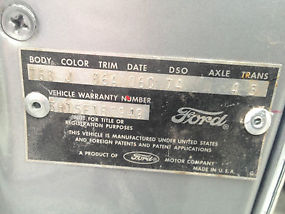 BODY COLOR TRIM DATE DSO AXLE TRANS
VEHICLE WARRANTY NUMBER
NOT FOR TITLE OR
REGISTRATION PURPOSES
Ford
THIS VEHICLE IS MANUFACTURED UNDER UNITED STATES
AND FOREIGN PATENTS AND PATENT APPLICATIONS
A PRODUCT OF Ford MOTOR COMPANY
MADE IN U.S.A.